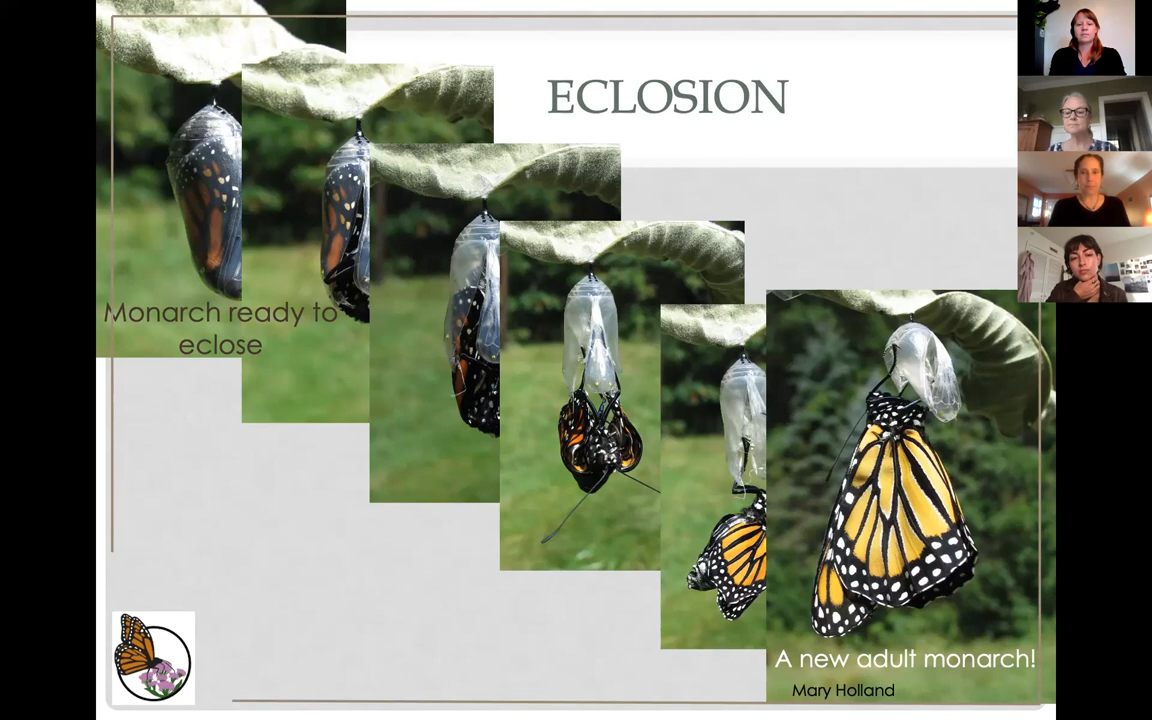 ECLOSION
Monarch ready to
eclose
A new adult monarch!
Mary Holland